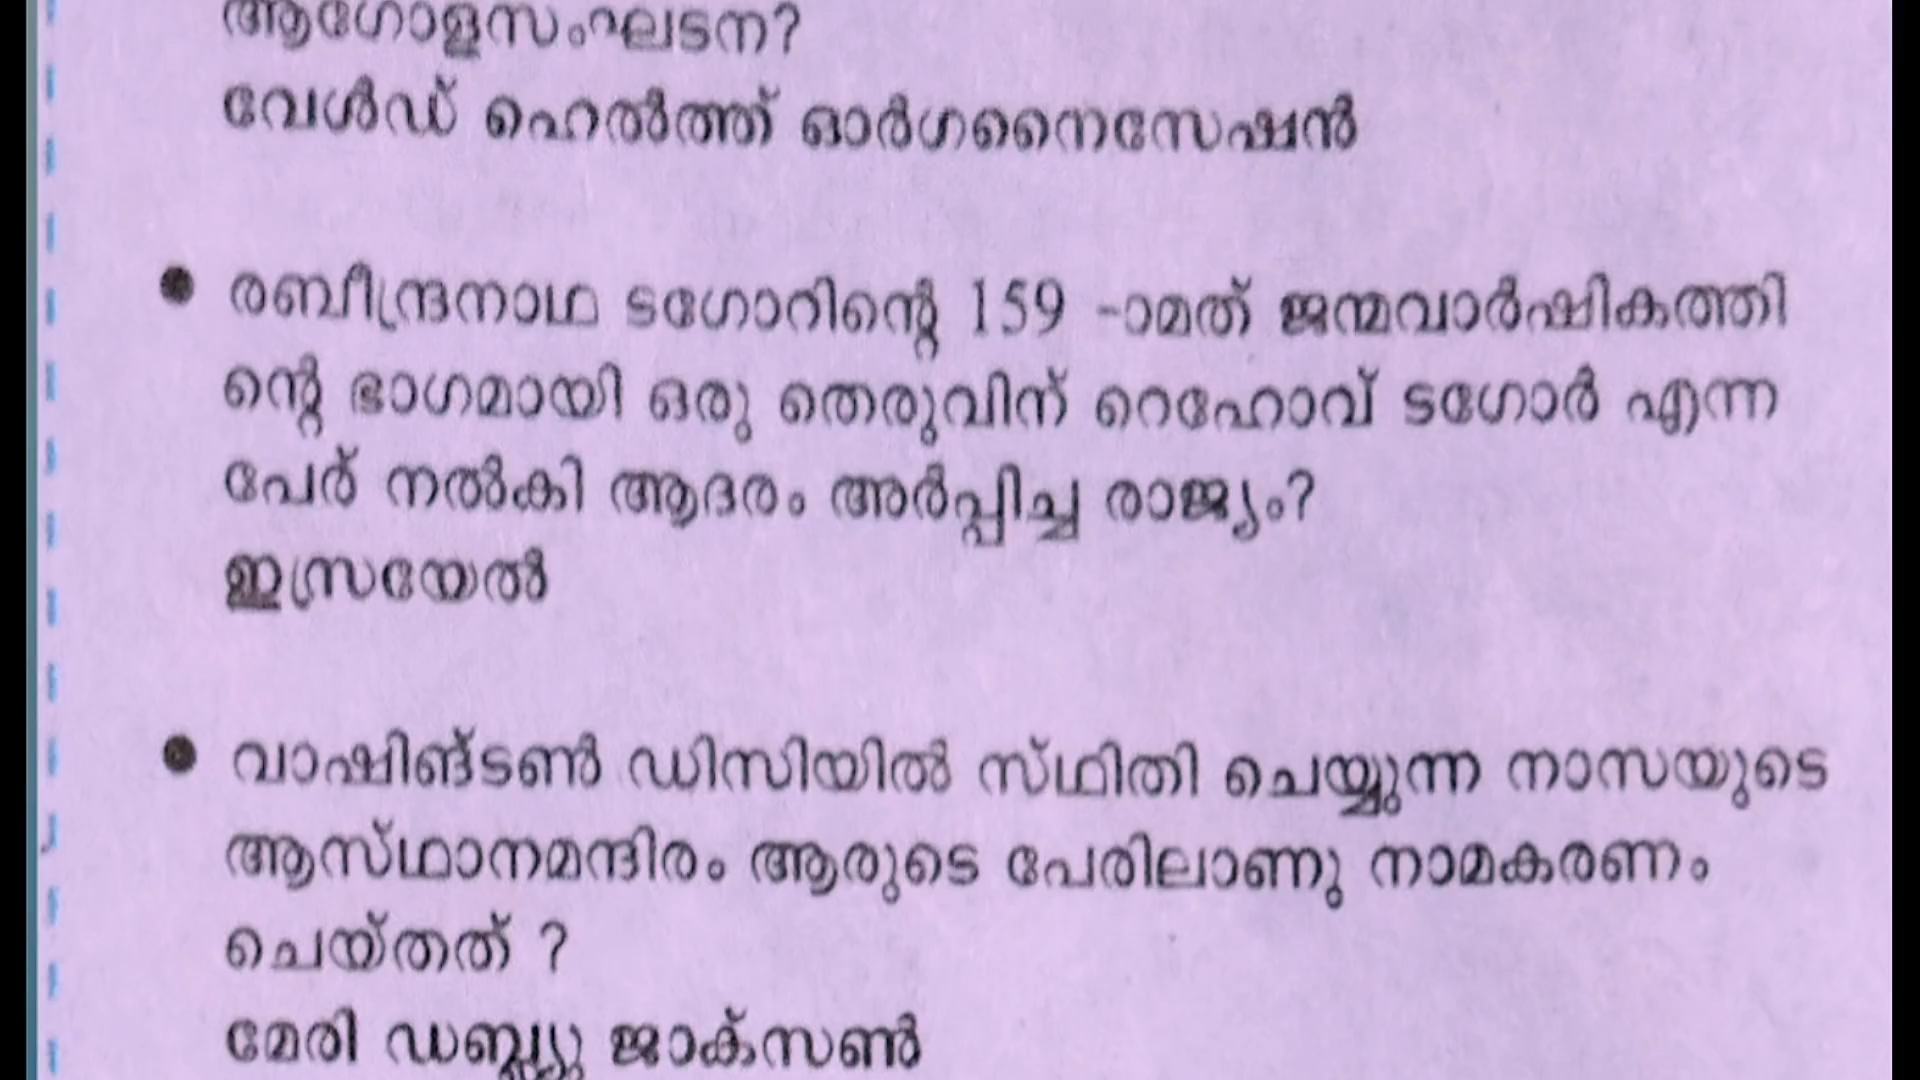 ആഗോളസംഘടന?
വേൾഡ് ഹെൽത്ത് ഓർഗനൈസേഷൻ
• രബീന്ദ്രനാഥ ടഗോറിന്റെ 159 -ാമത് ജന്മവാർഷികത്തി
ന്റെ ഭാഗമായി ഒരു തെരുവിന് റെഹോവ് ടഗോർ എന്ന
പേര് നൽകി ആദരം അർപ്പിച്ച രാജ്യം?
ഇസ്രയേൽ
• വാഷിങ്ടൺ ഡിസിയിൽ സ്ഥിതി ചെയ്യുന്ന നാസയുടെ
ആസ്ഥാനമന്ദിരം ആരുടെ പേരിലാണു നാമകരണം
ചെയ്തത് ?
മേരി ഡബ്ല്യു ജാക്സൺ